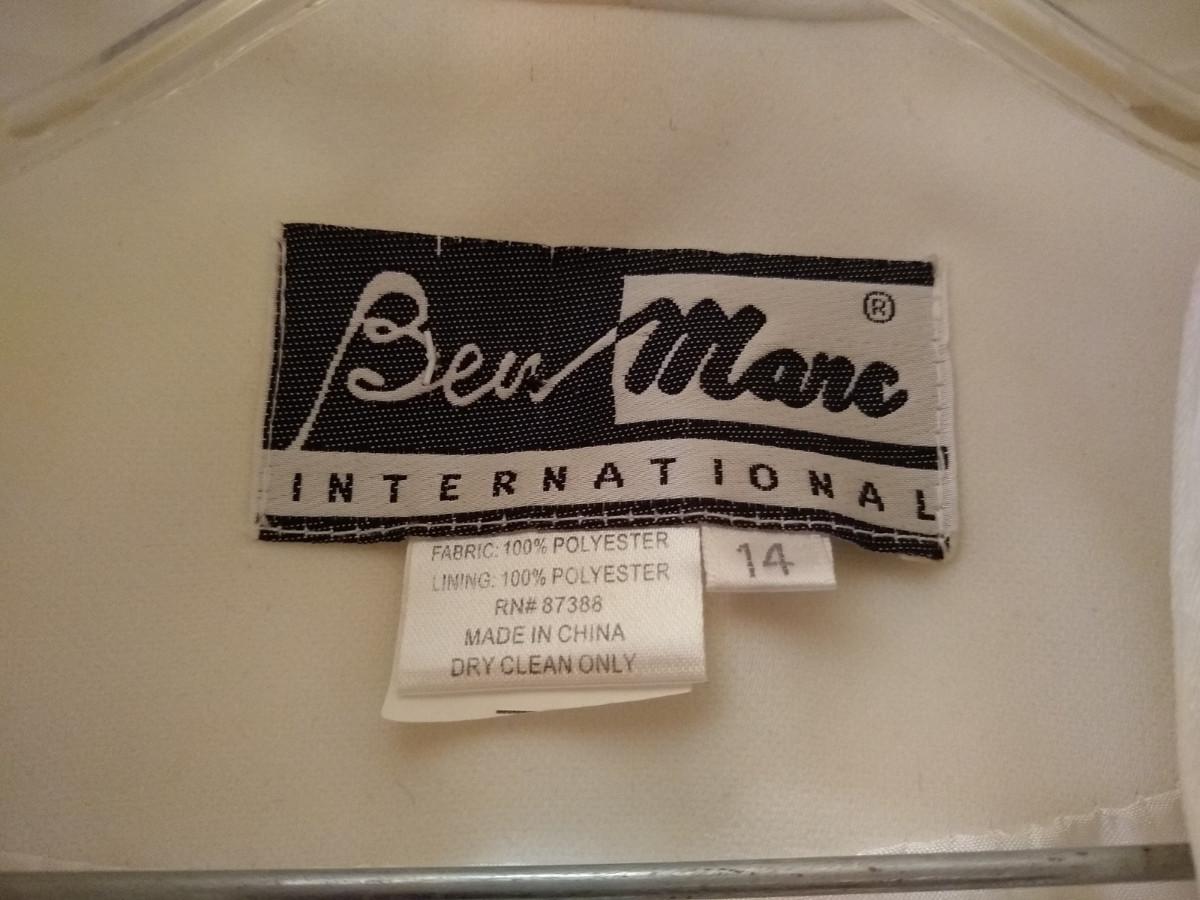 Ben Marc ®
INTERNATIONAL
FABRIC: 100% POLYESTER
LINING: 100% POLYESTER
RN# 87388
MADE IN CHINA
DRY CLEAN ONLY
14